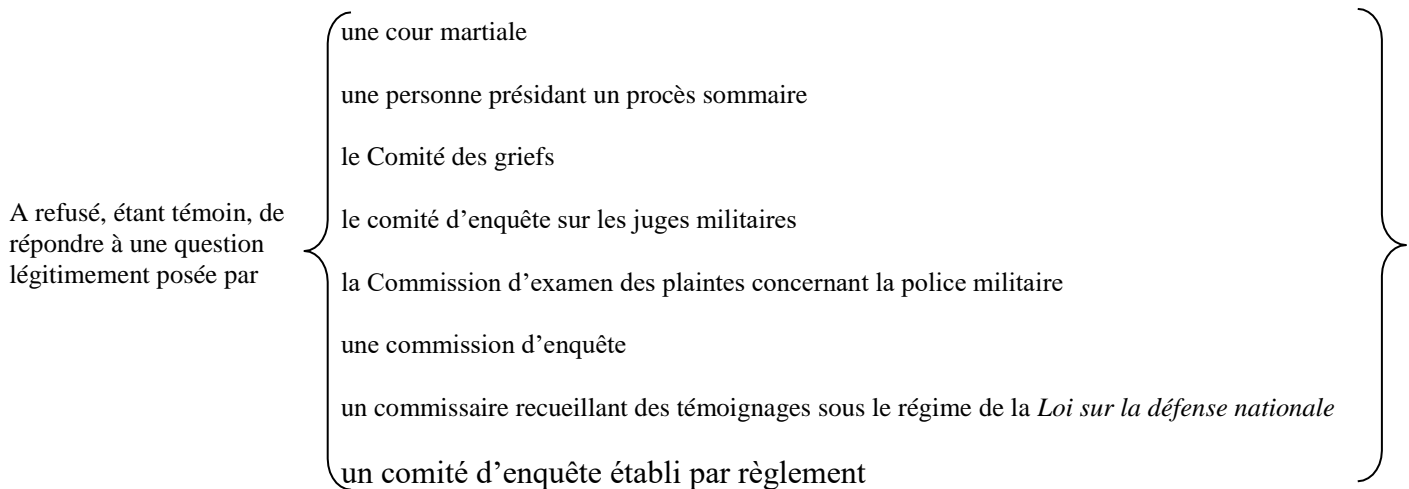 une cour martiale
une personne présidant un procès sommaire
le Comité des griefs
A refusé, étant témoin, de
répondre à une question
légitimement posée par
le comité d’enquête sur les juges militaires
la Commission d’examen des plaintes concernant la police militaire
une commission d’enquête
un commissaire recueillant des témoignages sous le régime de la Loi sur la défense nationale
un comité d’enquête établi par règlement